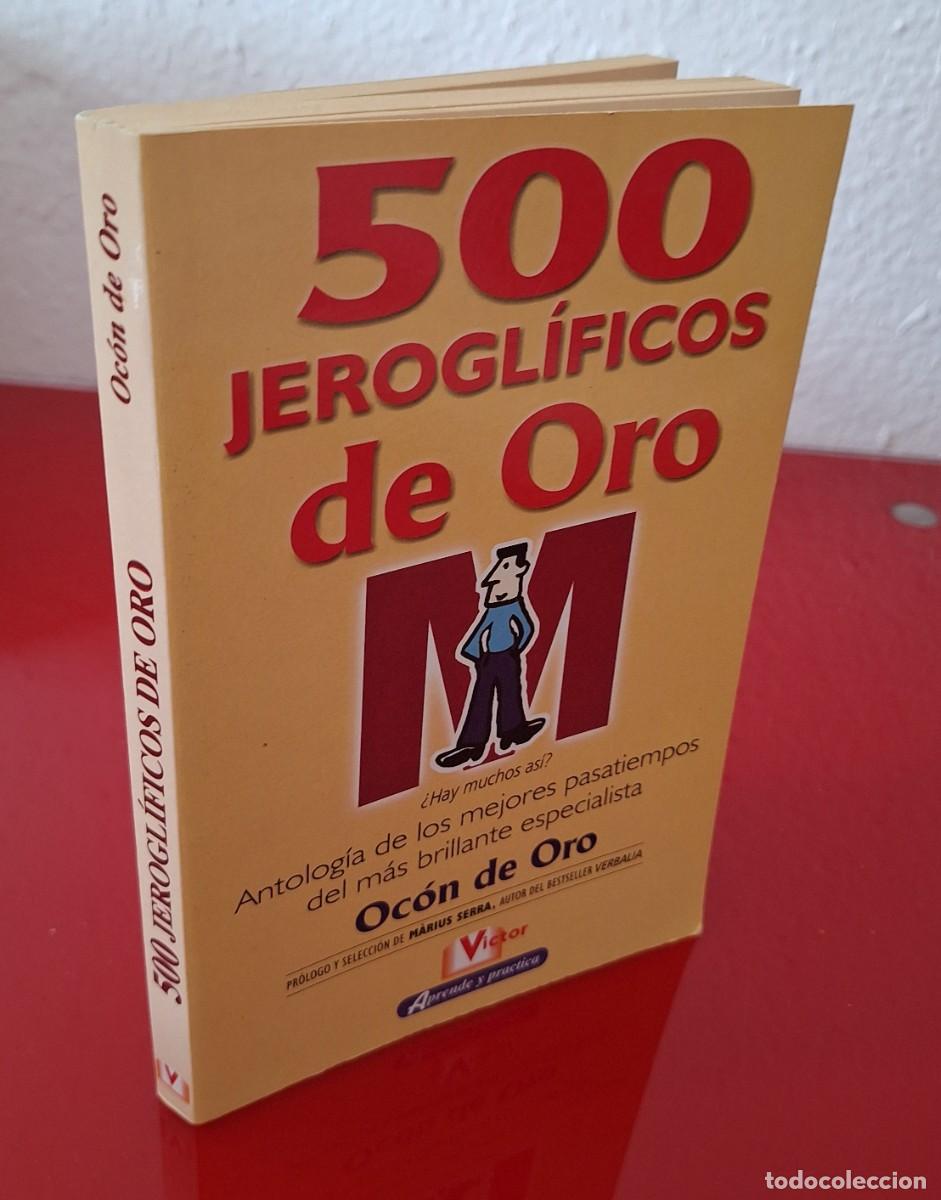 Ocón de Oro
500 JEROGLÍFICOS DE ORO
V
500
JEROGLÍFICOS
de Oro
M
¿Hay muchos así?
Antología de los mejores pasatiempos
del más brillante especialista
Ocón de Oro
PRÓLOGO Y SELECCIÓN DE MÀRIUS SERRA, AUTOR DEL BESTSELLER VERBALIA
Víctor
Aprende y practica
todocoleccion